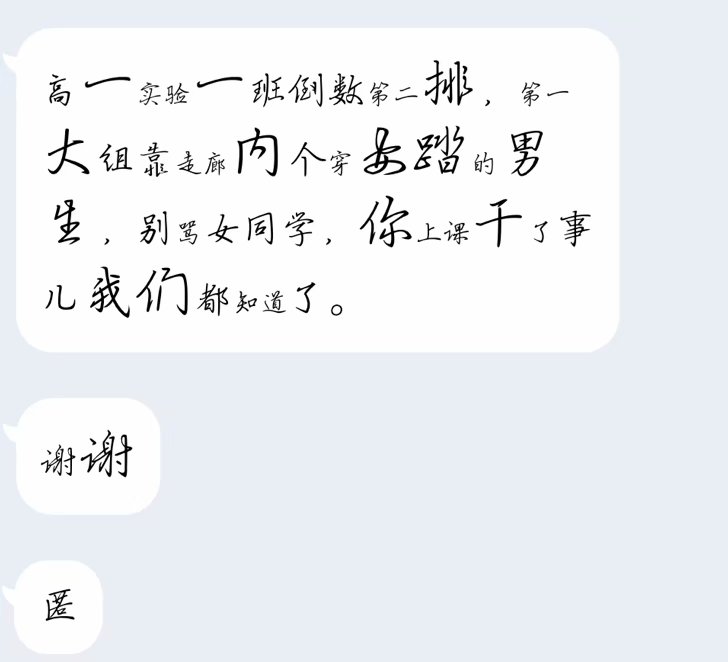 高一实验一班倒数第二排，第一
大组靠走廊内个穿安踏的男
生，别骂女同学，你上课干了事
儿我们都知道了。
谢谢
匿